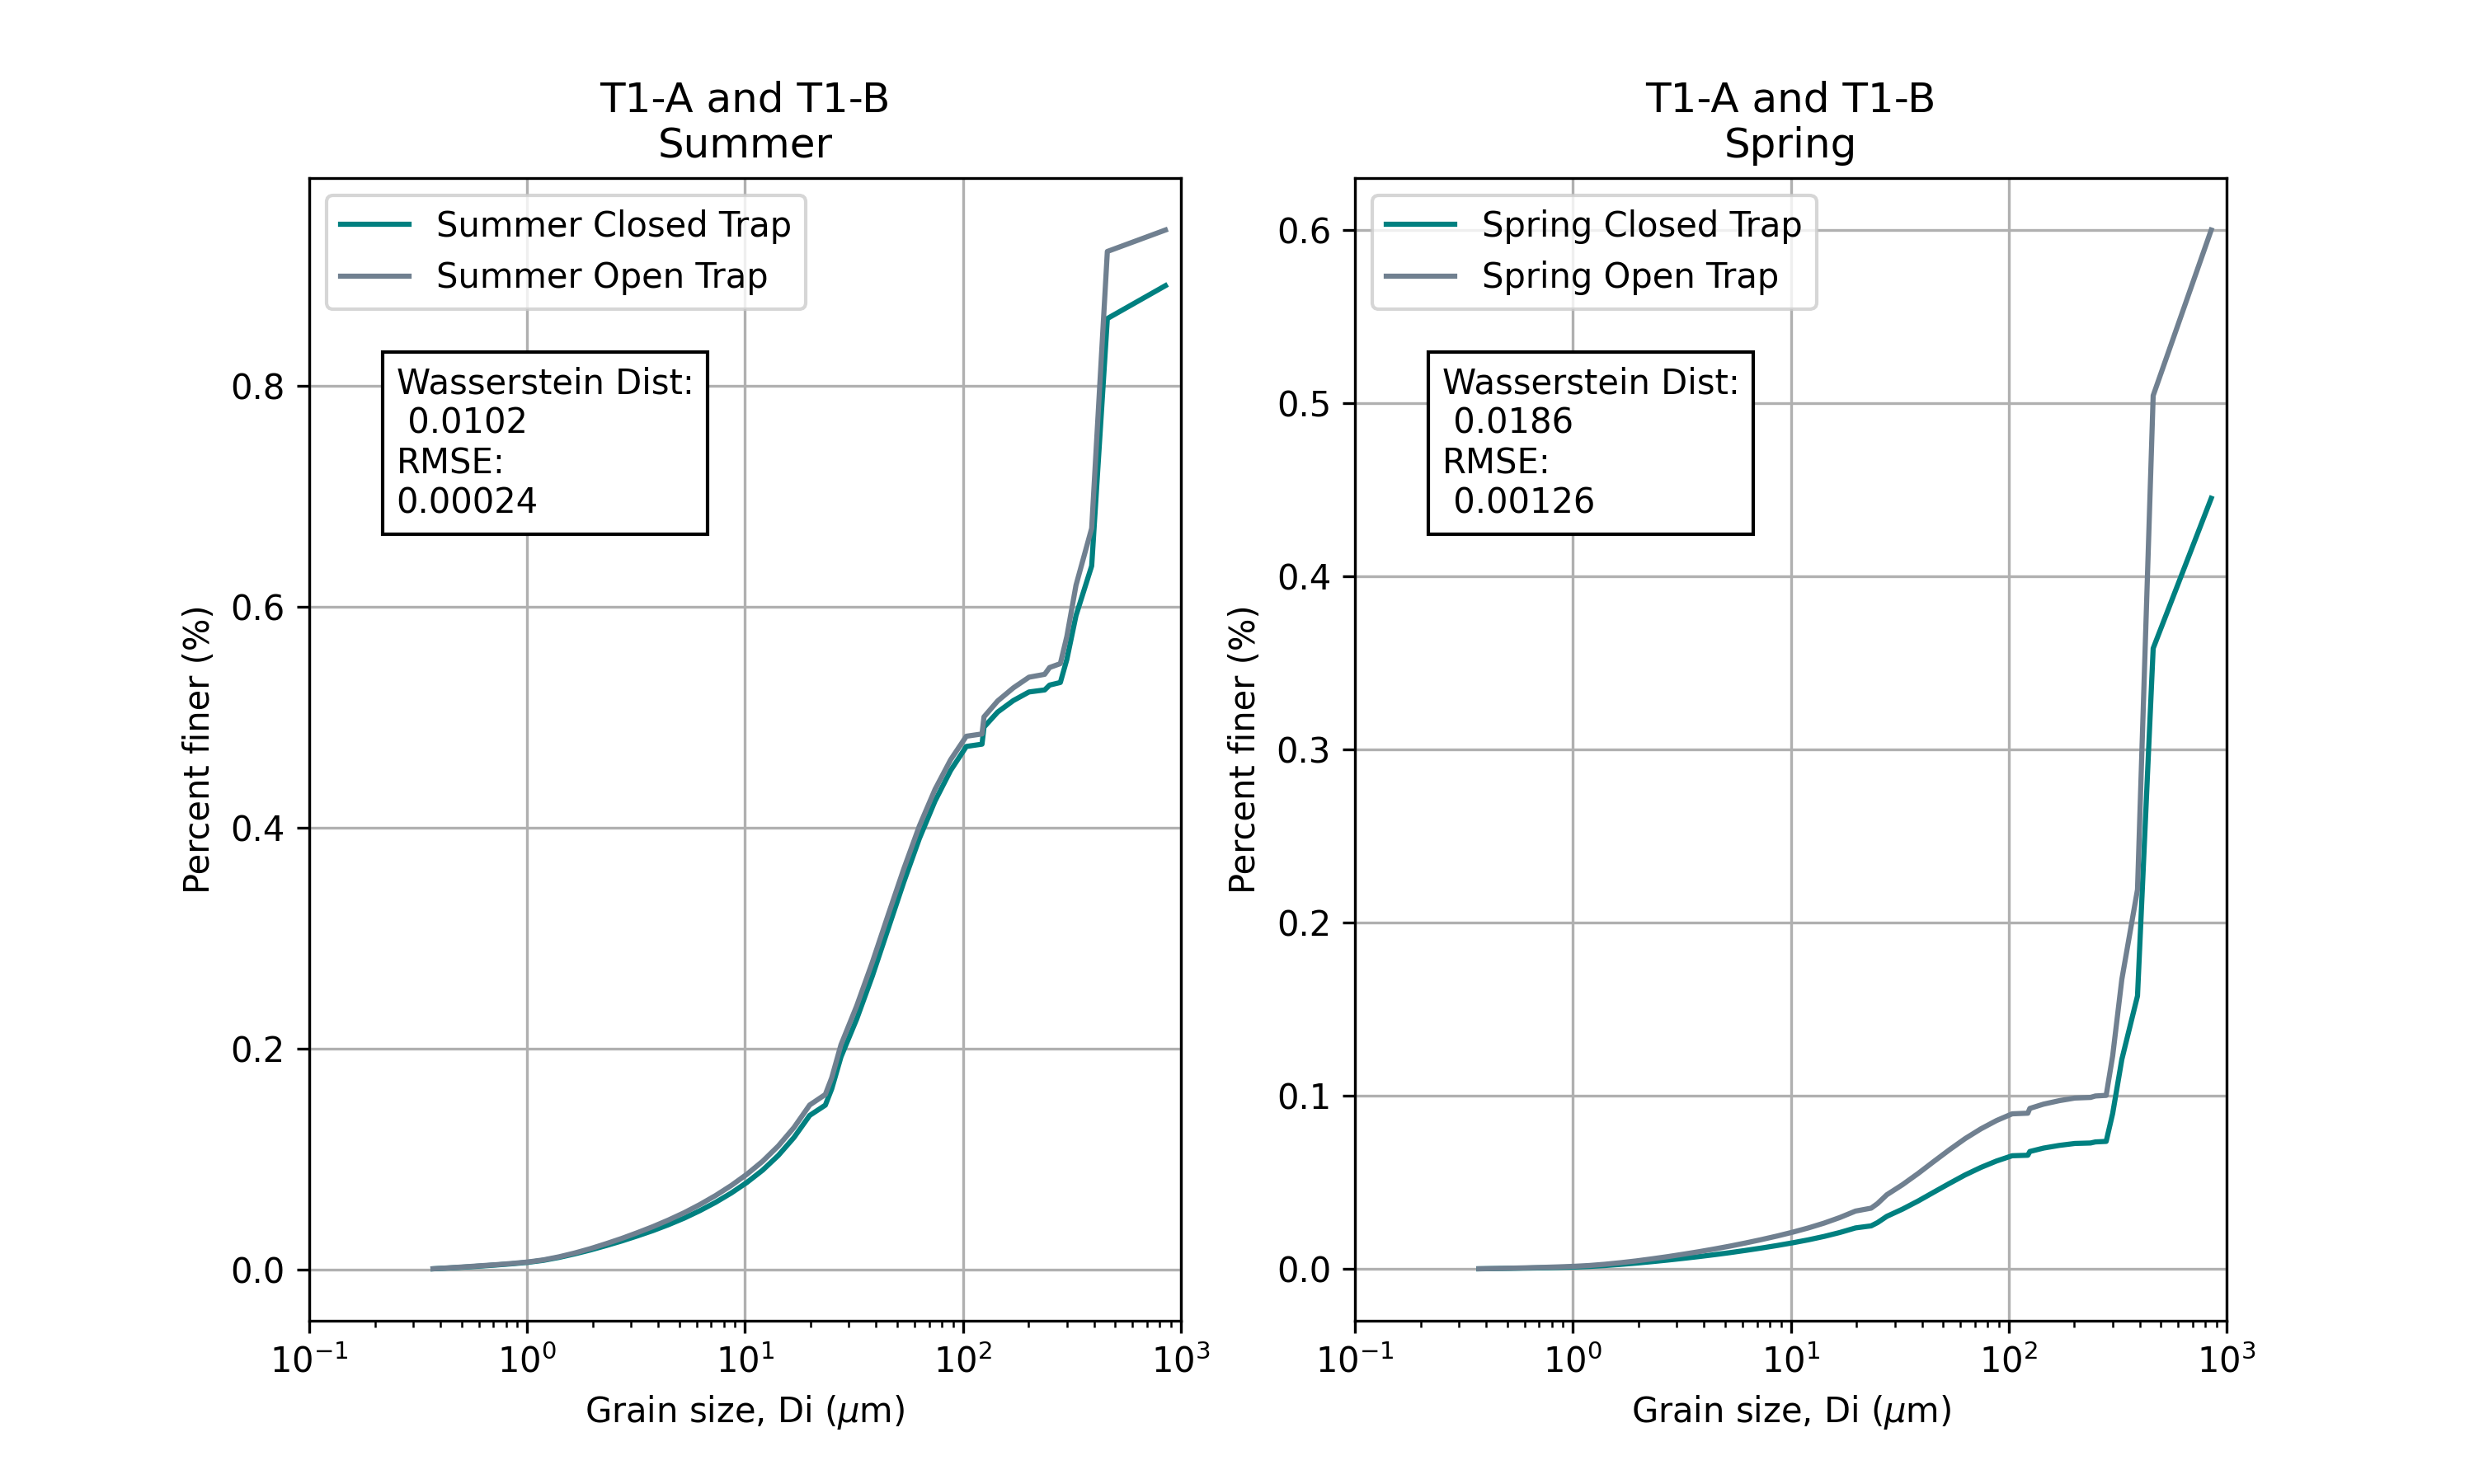 T1-A and T1-B
Summer
Summer Closed Trap
Summer Open Trap
Wasserstein Dist:
0.0102
RMSE:
0.00024
Percent finer (%)
0.8
0.6
0.4
0.2
0.0
10⁻¹ 10⁰ 10¹ 10² 10³
Grain size, Di (μm)
T1-A and T1-B
Spring
Spring Closed Trap
Spring Open Trap
Wasserstein Dist:
0.0186
RMSE:
0.00126
Percent finer (%)
0.6
0.5
0.4
0.3
0.2
0.1
0.0
10⁻¹ 10⁰ 10¹ 10² 10³
Grain size, Di (μm)